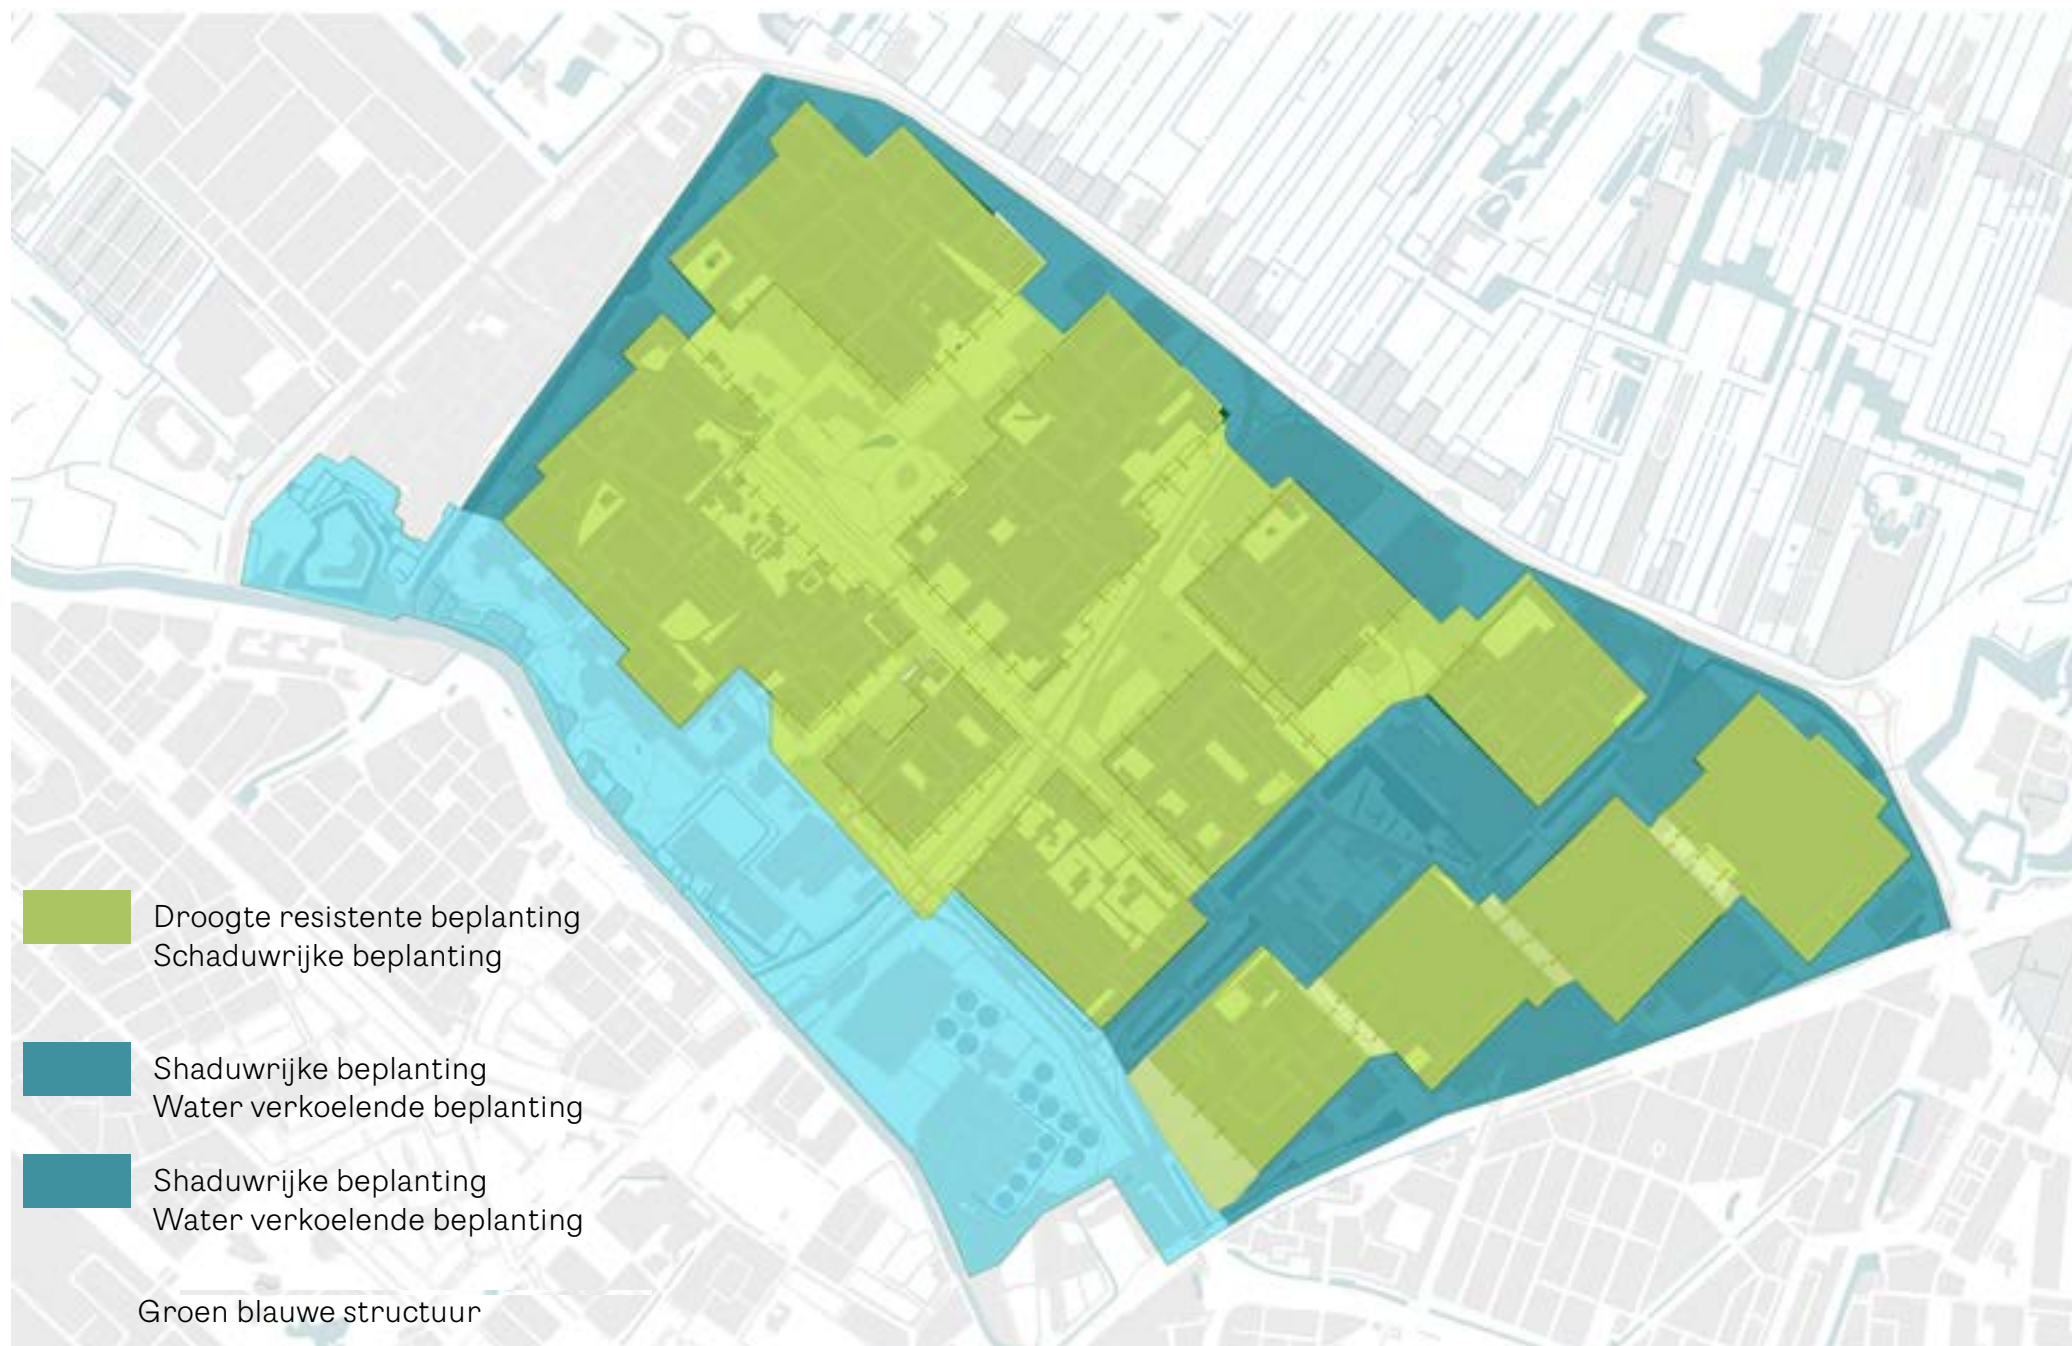 Droogte resistente beplanting
Schaduwrijke beplanting
Shaduwrijke beplanting
Water verkoelende beplanting
Shaduwrijke beplanting
Water verkoelende beplanting
Groen blauwe structuur